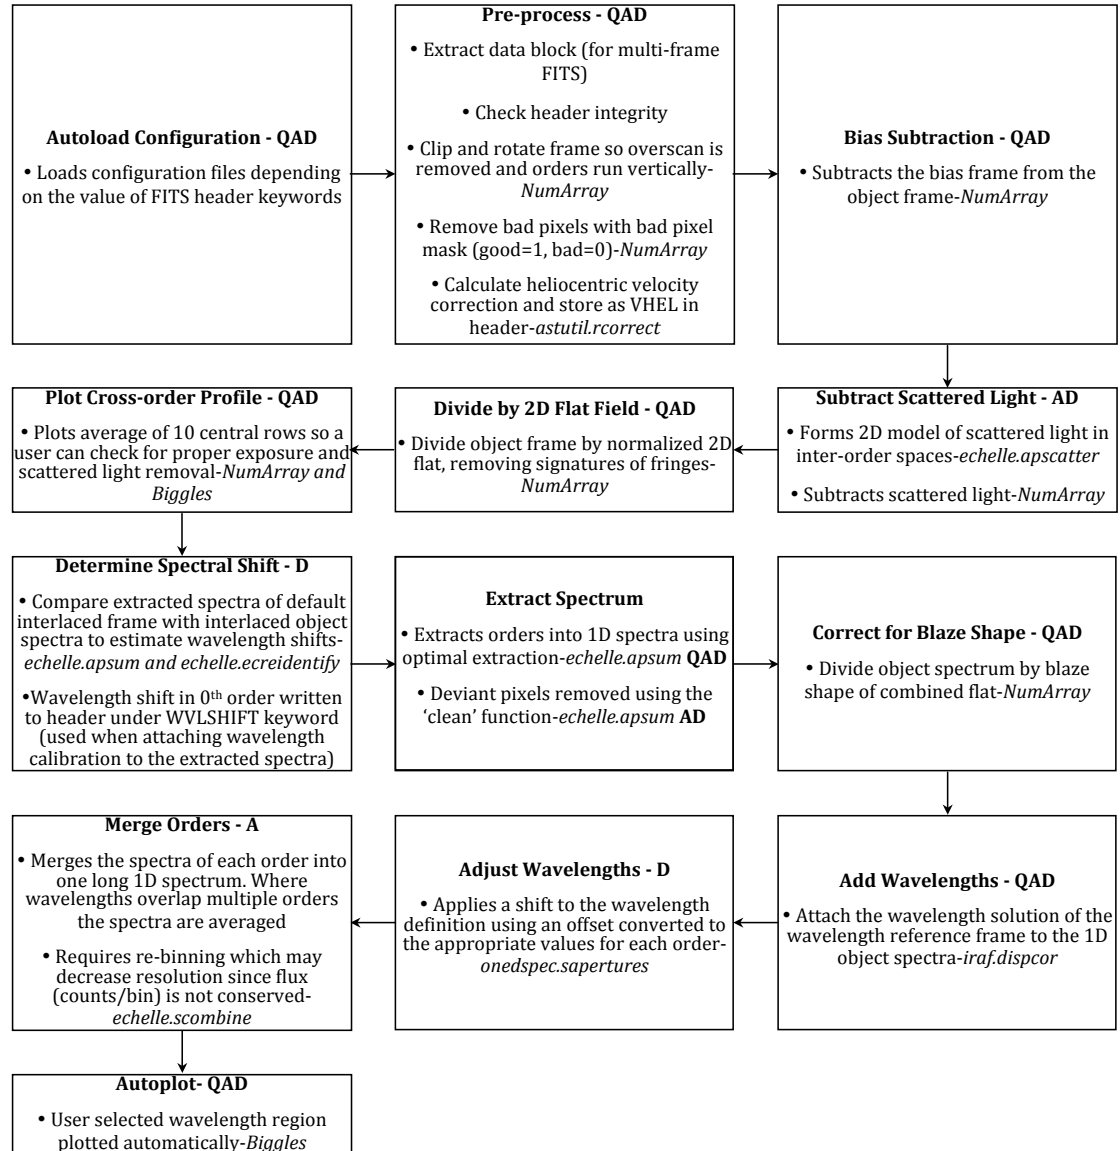 Autoload Configuration - QAD
• Loads configuration files depending
on the value of FITS header keywords
Pre-process - QAD
• Extract data block (for multi-frame
FITS)
• Check header integrity
• Clip and rotate frame so overscan is
removed and orders run vertically-
NumArray
• Remove bad pixels with bad pixel
mask (good=1, bad=0)-NumArray
• Calculate heliocentric velocity
correction and store as VHEL in
header-astutil.rcorrect
Bias Subtraction - QAD
• Subtracts the bias frame from the
object frame-NumArray
Subtract Scattered Light - AD
• Forms 2D model of scattered light in
inter-order spaces-echelle.apscatter
• Subtracts scattered light-NumArray
Divide by 2D Flat Field - QAD
• Divide object frame by normalized 2D
flat, removing signatures of fringes-
NumArray
Plot Cross-order Profile - QAD
• Plots average of 10 central rows so a
user can check for proper exposure and
scattered light removal-NumArray and
Biggles
Determine Spectral Shift - D
• Compare extracted spectra of default
interlaced frame with interlaced object
spectra to estimate wavelength shifts-
echelle.apsum and echelle.ecreidentify
•Wavelength shift in 0th order written
to header under WVLSHIFT keyword
(used when attaching wavelength
calibration to the extracted spectra)
Extract Spectrum
• Extracts orders into 1D spectra using
optimal extraction-echelle.apsum QAD
• Deviant pixels removed using the
‘clean’ function-echelle.apsum AD
Correct for Blaze Shape - QAD
• Divide object spectrum by blaze
shape of combined flat-NumArray
Add Wavelengths - QAD
• Attach the wavelength solution of the
wavelength reference frame to the 1D
object spectra-iraf.dispcor
Adjust Wavelengths - D
• Applies a shift to the wavelength
definition using an offset converted to
the appropriate values for each order-
onedspec.sapertures
Merge Orders - A
• Merges the spectra of each order into
one long 1D spectrum. Where
wavelengths overlap multiple orders
the spectra are averaged
• Requires re-binning which may
decrease resolution since flux
(counts/bin) is not conserved-
echelle.scombine
Autoplot- QAD
• User selected wavelength region
plotted automatically-Biggles